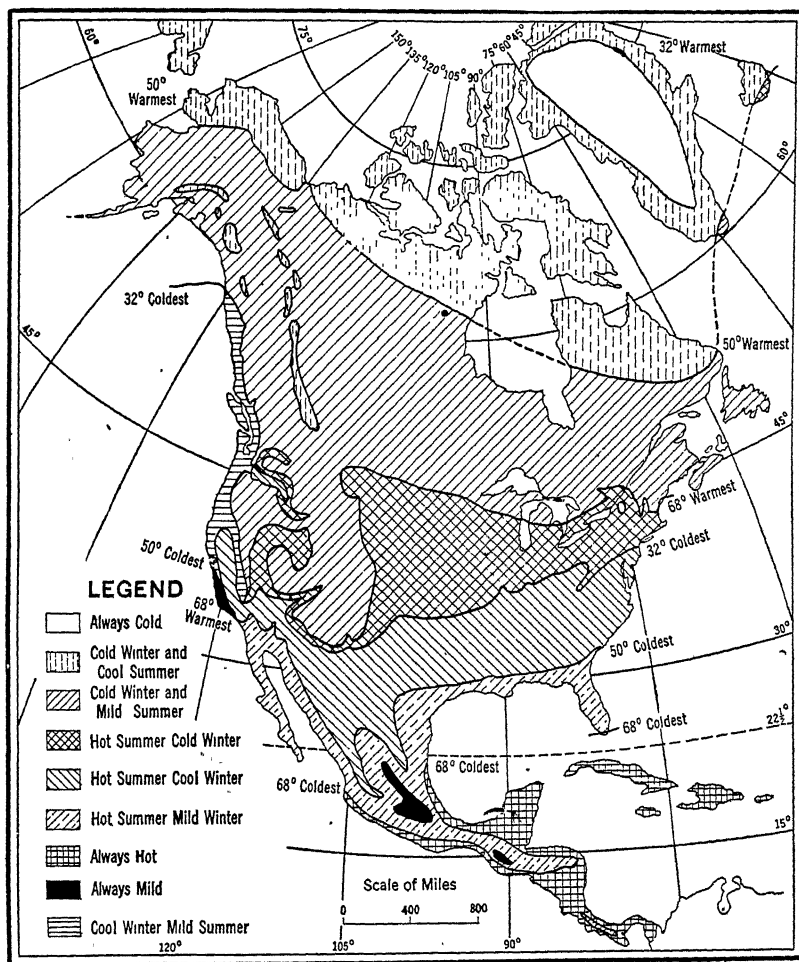 60°
75°
150°
135°
120°
105°
90°
75°
60°
45°
32° Warmest
50°
Warmest
60°
32° Coldest
45°
50° Warmest
45°
68° Warmest
32° Coldest
50° Coldest
68°
Warmest
50° Coldest
30°
68° Coldest
22½°
68° Coldest
68° Coldest
15°
LEGEND
Always Cold
Cold Winter and
Cool Summer
Cold Winter and
Mild Summer
Hot Summer Cold Winter
Hot Summer Cool Winter
Hot Summer Mild Winter
Always Hot
Always Mild
Cool Winter Mild Summer
Scale of Miles
0 400 800
120° 105° 90°